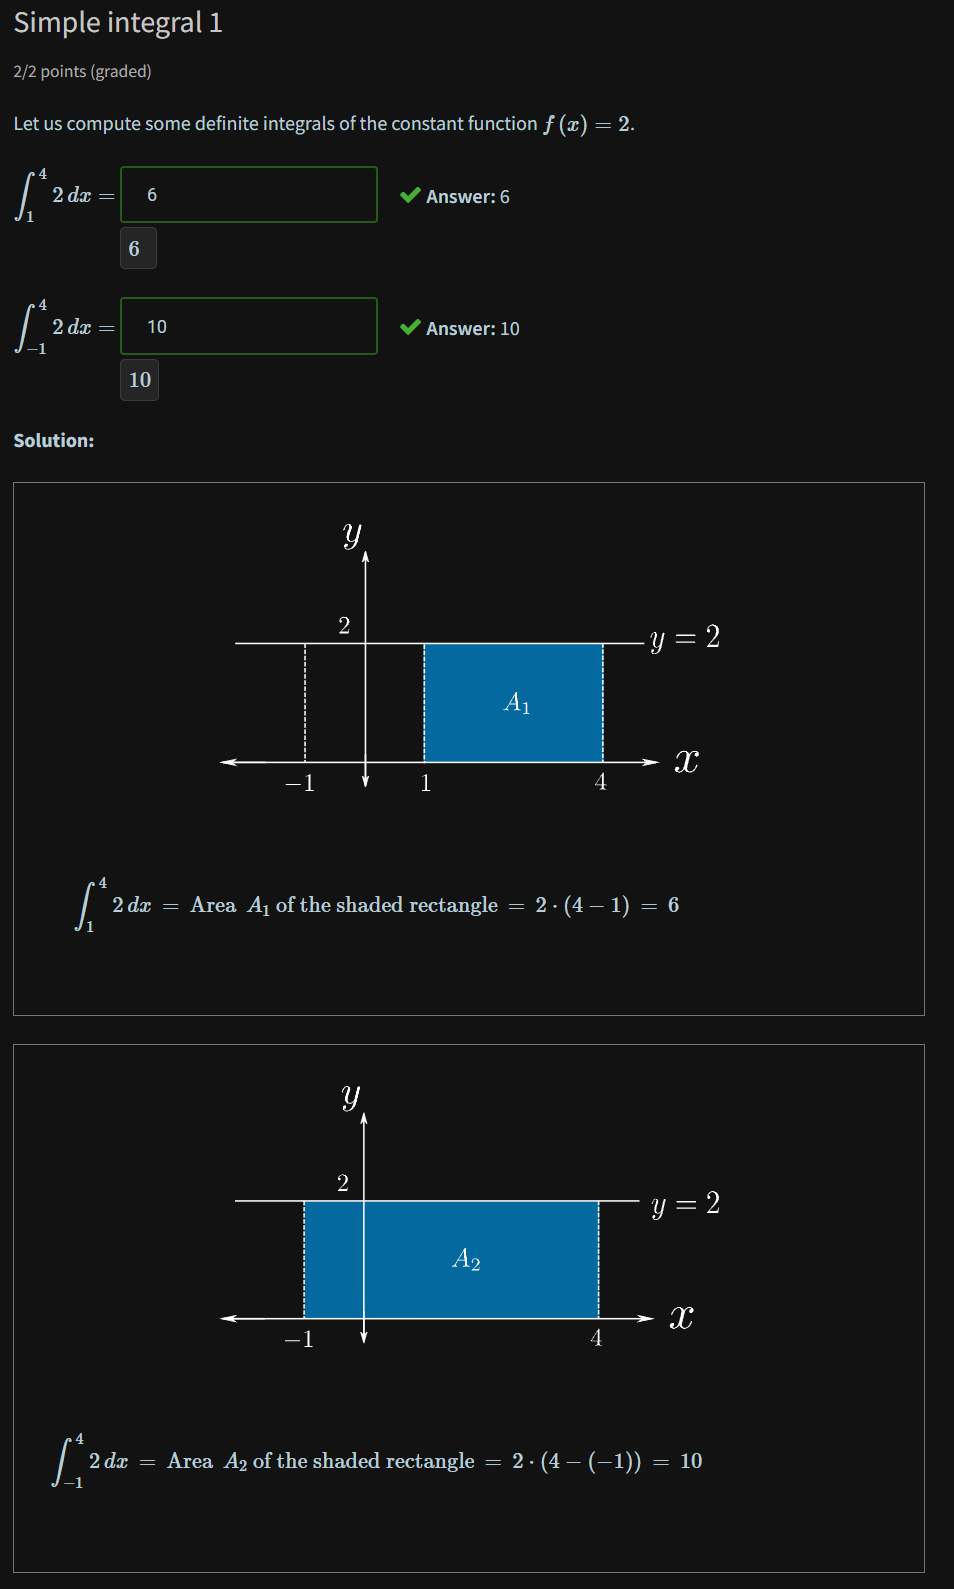 Simple integral 1
2/2 points (graded)
Let us compute some definite integrals of the constant function f (x) = 2.
∫₁⁴ 2 dx = 6 Answer: 6
6
∫₋₁⁴ 2 dx = 10 Answer: 10
10
Solution:
y
2
y = 2
A₁
x
−1 1 4
∫₁⁴ 2 dx = Area A₁ of the shaded rectangle = 2 · (4 − 1) = 6
y
2
y = 2
A₂
x
−1 4
∫₋₁⁴ 2 dx = Area A₂ of the shaded rectangle = 2 · (4 − (−1)) = 10